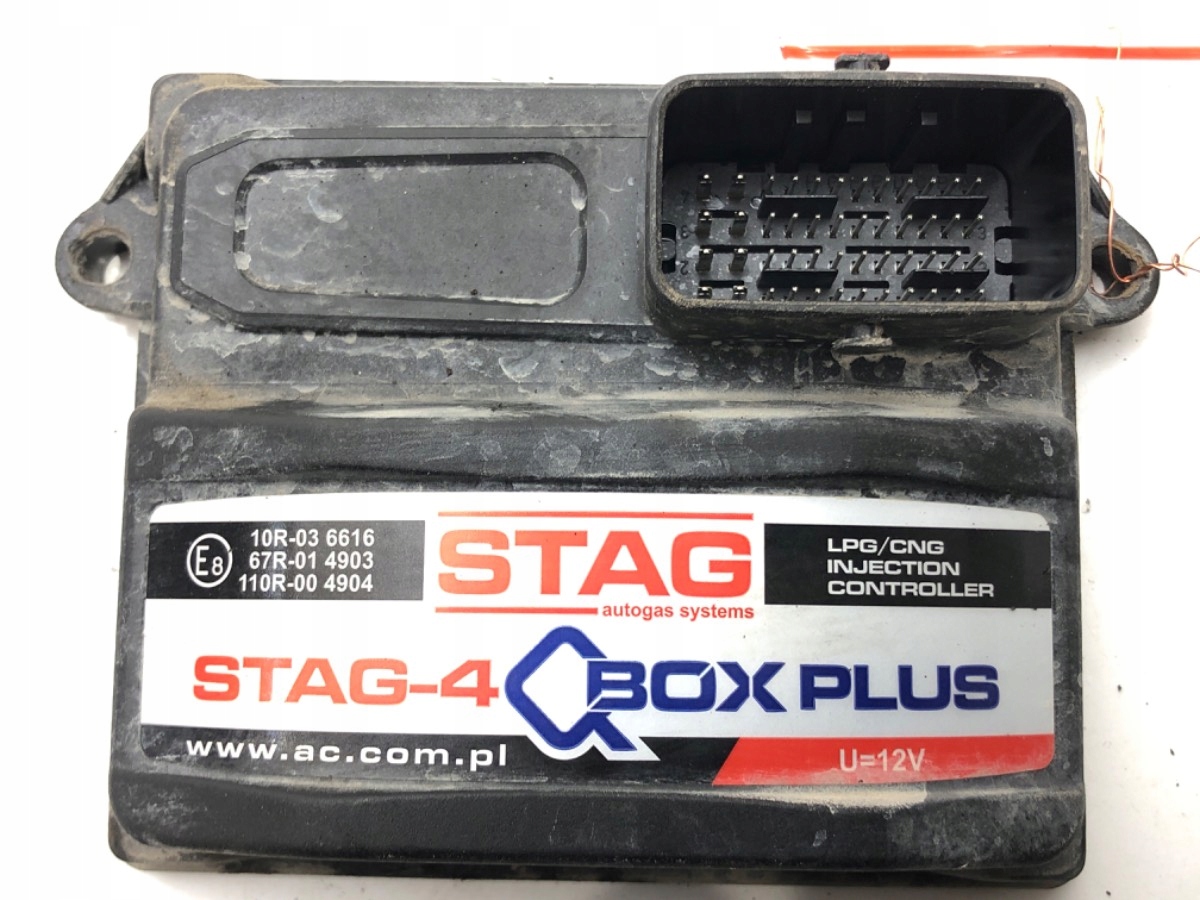 E8
10R-03 6616
67R-01 4903
110R-00 4904
STAG
autogas systems
LPG/CNG
INJECTION
CONTROLLER
STAG-4 QBOX PLUS
www.ac.com.pl
U=12V